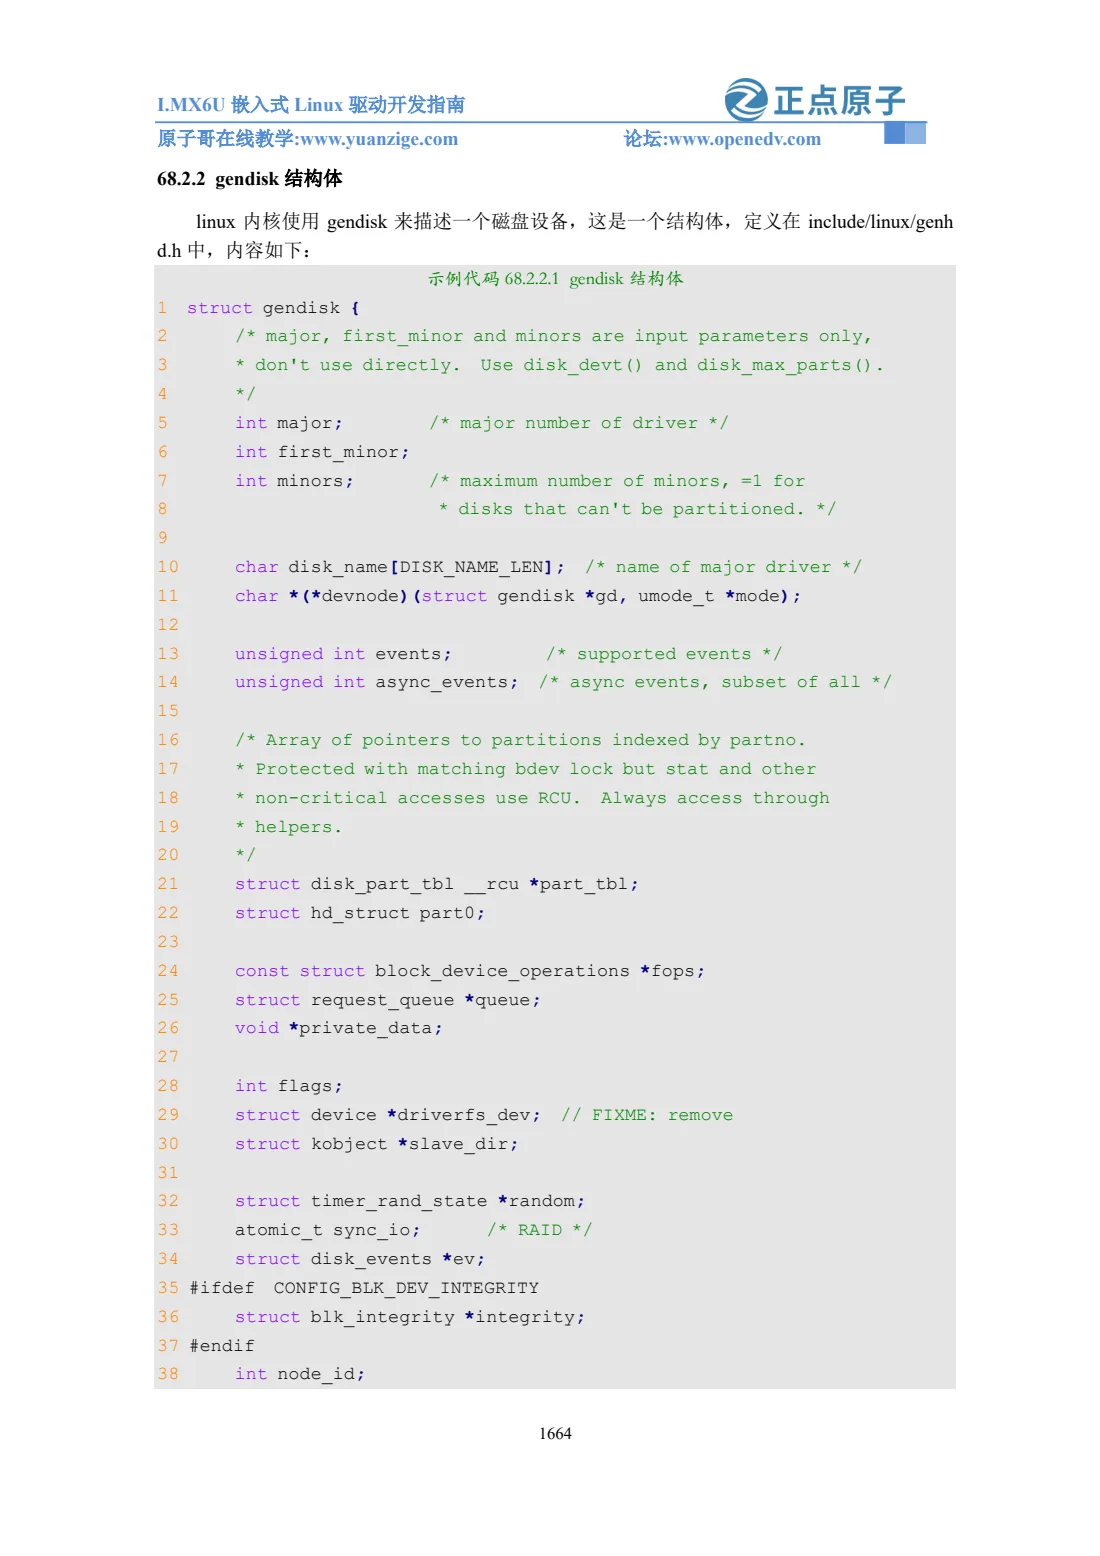 I.MX6U 嵌入式 Linux 驱动开发指南
正点原子
原子哥在线教学:www.yuanzige.com 论坛:www.openedv.com
68.2.2 gendisk 结构体
linux 内核使用 gendisk 来描述一个磁盘设备，这是一个结构体，定义在 include/linux/genh
d.h 中，内容如下：
示例代码 68.2.2.1 gendisk 结构体
1 struct gendisk {
2 /* major, first_minor and minors are input parameters only,
3 * don't use directly. Use disk_devt() and disk_max_parts().
4 */
5 int major; /* major number of driver */
6 int first_minor;
7 int minors; /* maximum number of minors, =1 for
8 * disks that can't be partitioned. */
9
10 char disk_name[DISK_NAME_LEN]; /* name of major driver */
11 char *(*devnode)(struct gendisk *gd, umode_t *mode);
12
13 unsigned int events; /* supported events */
14 unsigned int async_events; /* async events, subset of all */
15
16 /* Array of pointers to partitions indexed by partno.
17 * Protected with matching bdev lock but stat and other
18 * non-critical accesses use RCU. Always access through
19 * helpers.
20 */
21 struct disk_part_tbl __rcu *part_tbl;
22 struct hd_struct part0;
23
24 const struct block_device_operations *fops;
25 struct request_queue *queue;
26 void *private_data;
27
28 int flags;
29 struct device *driverfs_dev; // FIXME: remove
30 struct kobject *slave_dir;
31
32 struct timer_rand_state *random;
33 atomic_t sync_io; /* RAID */
34 struct disk_events *ev;
35 #ifdef CONFIG_BLK_DEV_INTEGRITY
36 struct blk_integrity *integrity;
37 #endif
38 int node_id;
1664